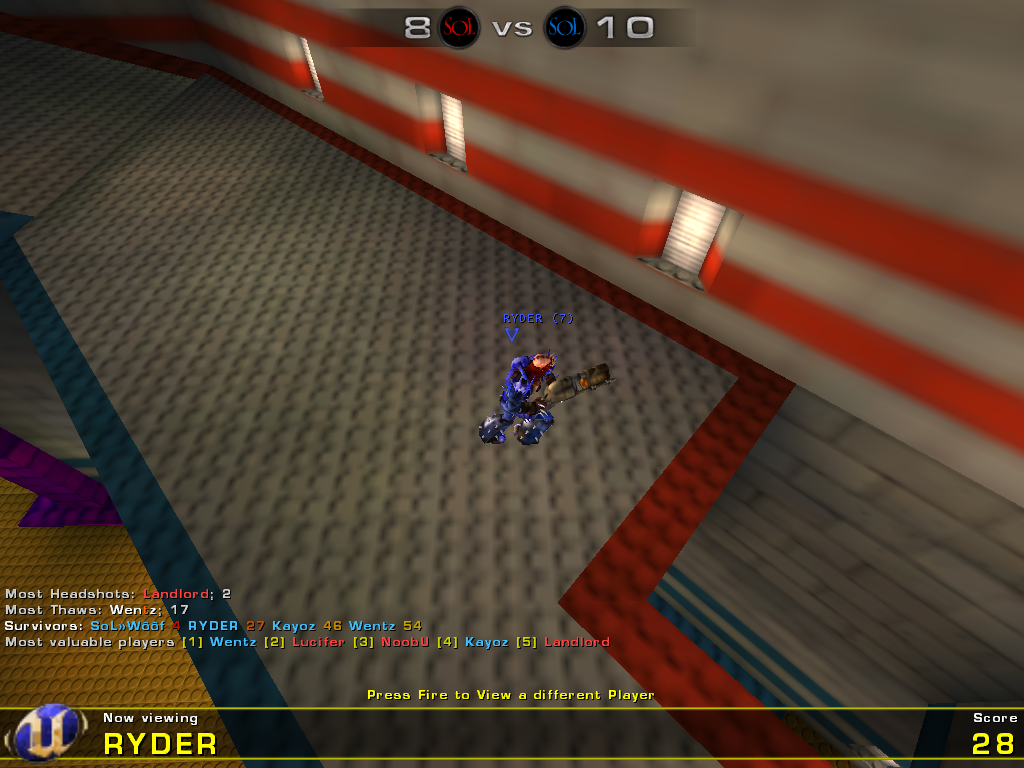 8 SOL vs SOL 10
RYDER (7)
Most Headshots: Landlord; 2
Most Thaws: Wentz; 17
Survivors: SoL»Wôôf 4 RYDER 27 Kayoz 46 Wentz 54
Most valuable players [1] Wentz [2] Lucifer [3] NoobU [4] Kayoz [5] Landlord
Press Fire to View a different Player
Now viewing
RYDER
Score
28